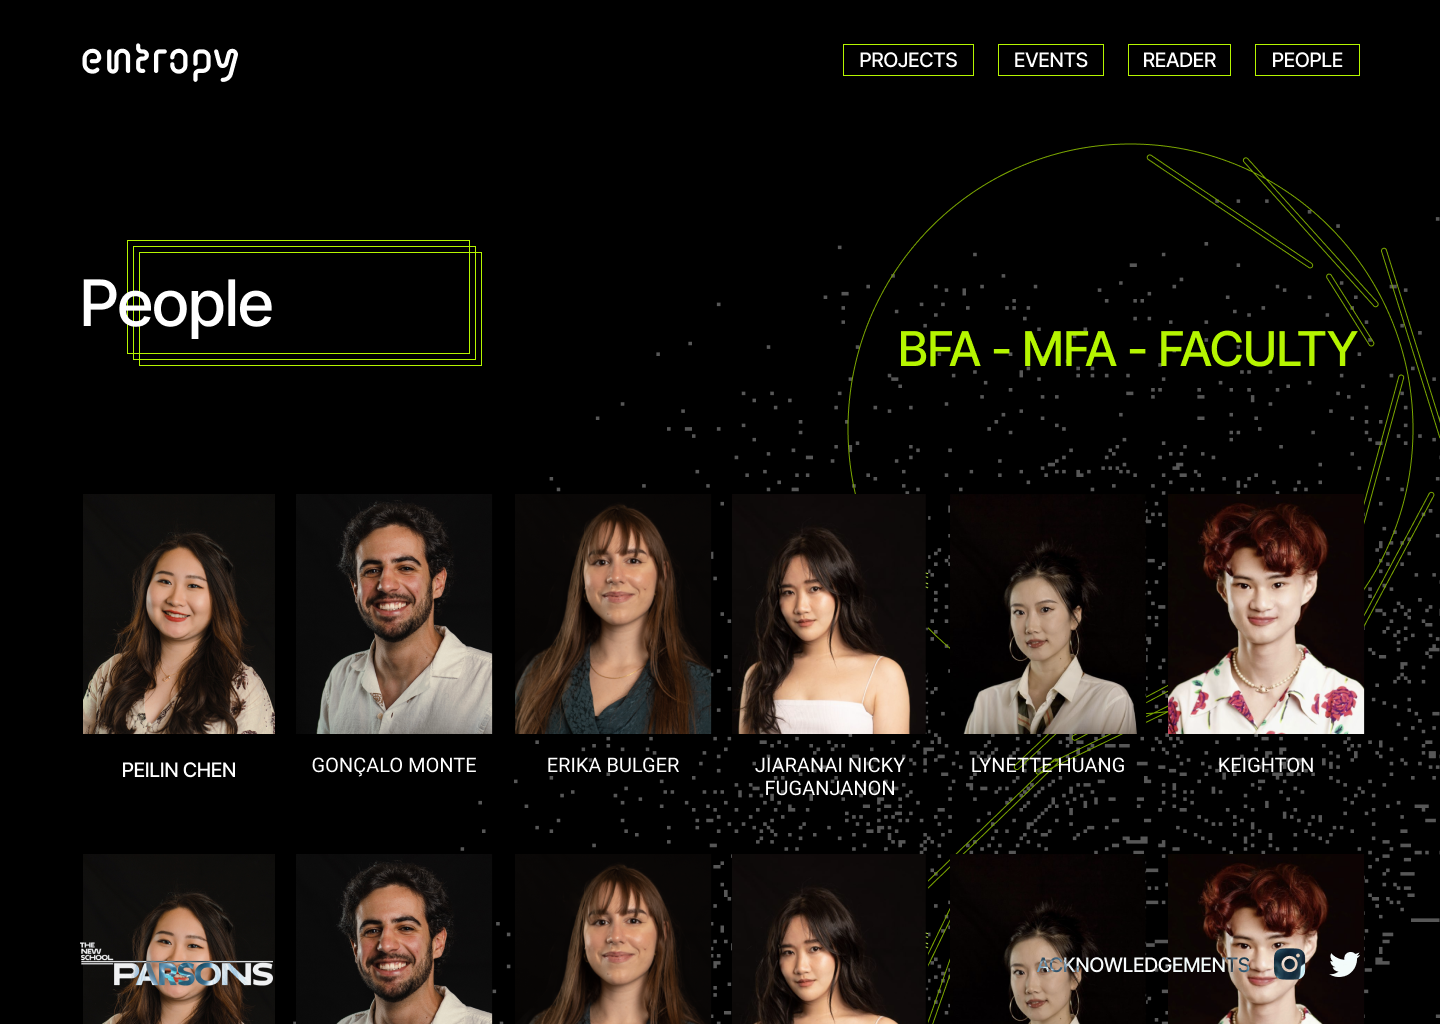 entropy
PROJECTS
EVENTS
READER
PEOPLE
People
BFA - MFA - FACULTY
PEILIN CHEN
GONÇALO MONTE
ERIKA BULGER
JIARANAI NICKY
FUGANJANON
LYNETTE HUANG
KEIGHTON
THE
NEW
SCHOOL
PARSONS
ACKNOWLEDGEMENTS